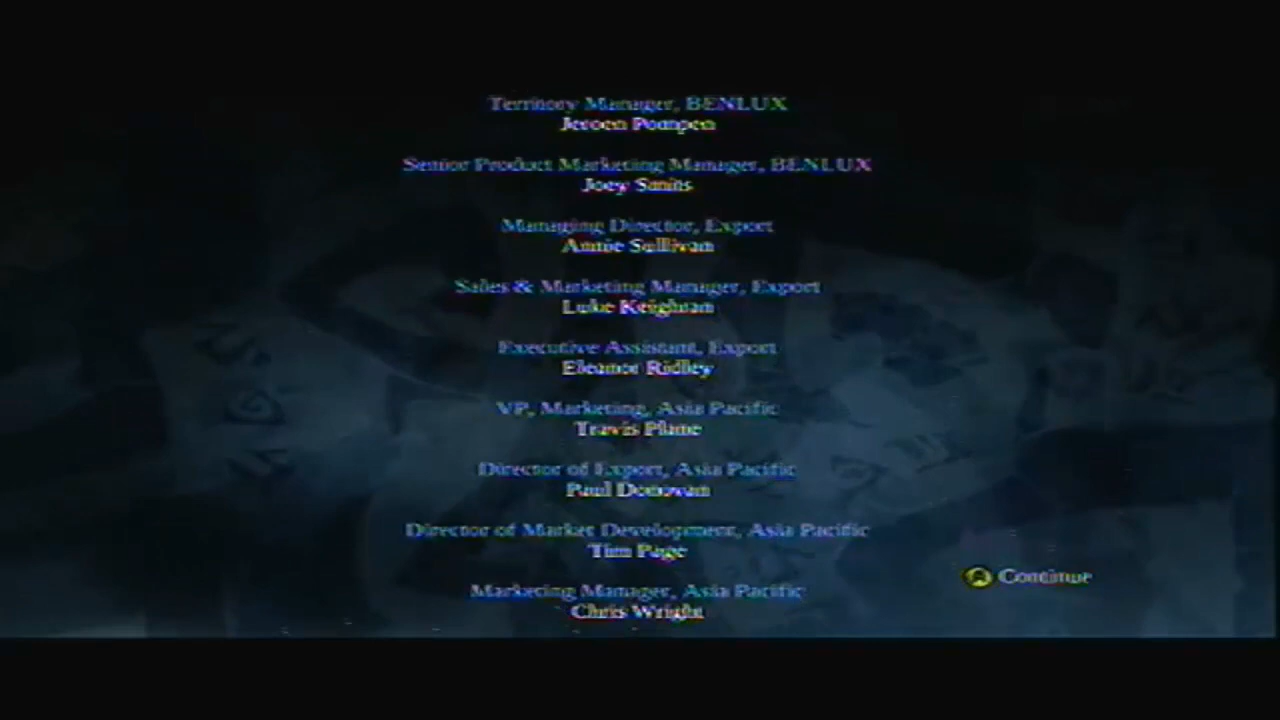 Territory Manager, BENLUX
Jeroen Pompen
Senior Product Marketing Manager, BENLUX
Joey Smits
Managing Director, Export
Annie Sullivan
Sales & Marketing Manager, Export
Luke Keighran
Executive Assistant, Export
Eleanor Ridley
VP, Marketing, Asia Pacific
Travis Plane
Director of Export, Asia Pacific
Paul Donovan
Director of Market Development, Asia Pacific
Tim Page
Marketing Manager, Asia Pacific
Chris Wright
A Continue